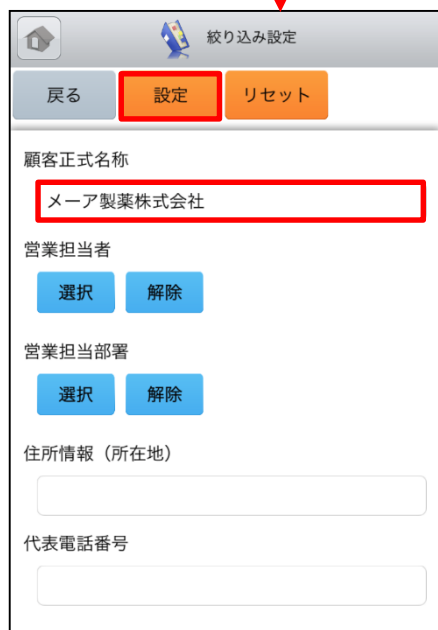 絞り込み設定
戻る 設定 リセット
顧客正式名称
メーア製薬株式会社
営業担当者
選択 解除
営業担当部署
選択 解除
住所情報（所在地）
代表電話番号